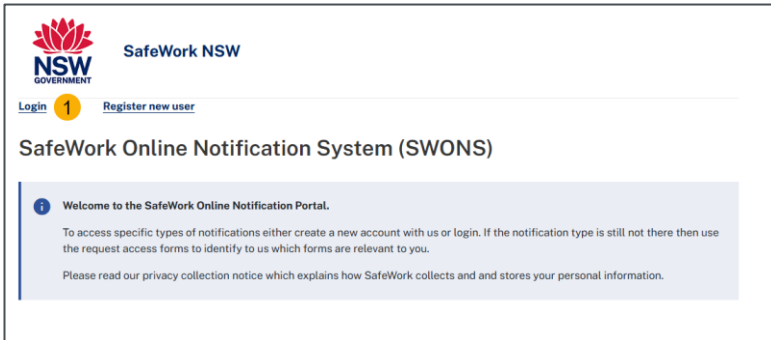 SafeWork NSW
NSW
GOVERNMENT
Login 1 Register new user
SafeWork Online Notification System (SWONS)
Welcome to the SafeWork Online Notification Portal.
To access specific types of notifications either create a new account with us or login. If the notification type is still not there then use
the request access forms to identify to us which forms are relevant to you.
Please read our privacy collection notice which explains how SafeWork collects and and stores your personal information.